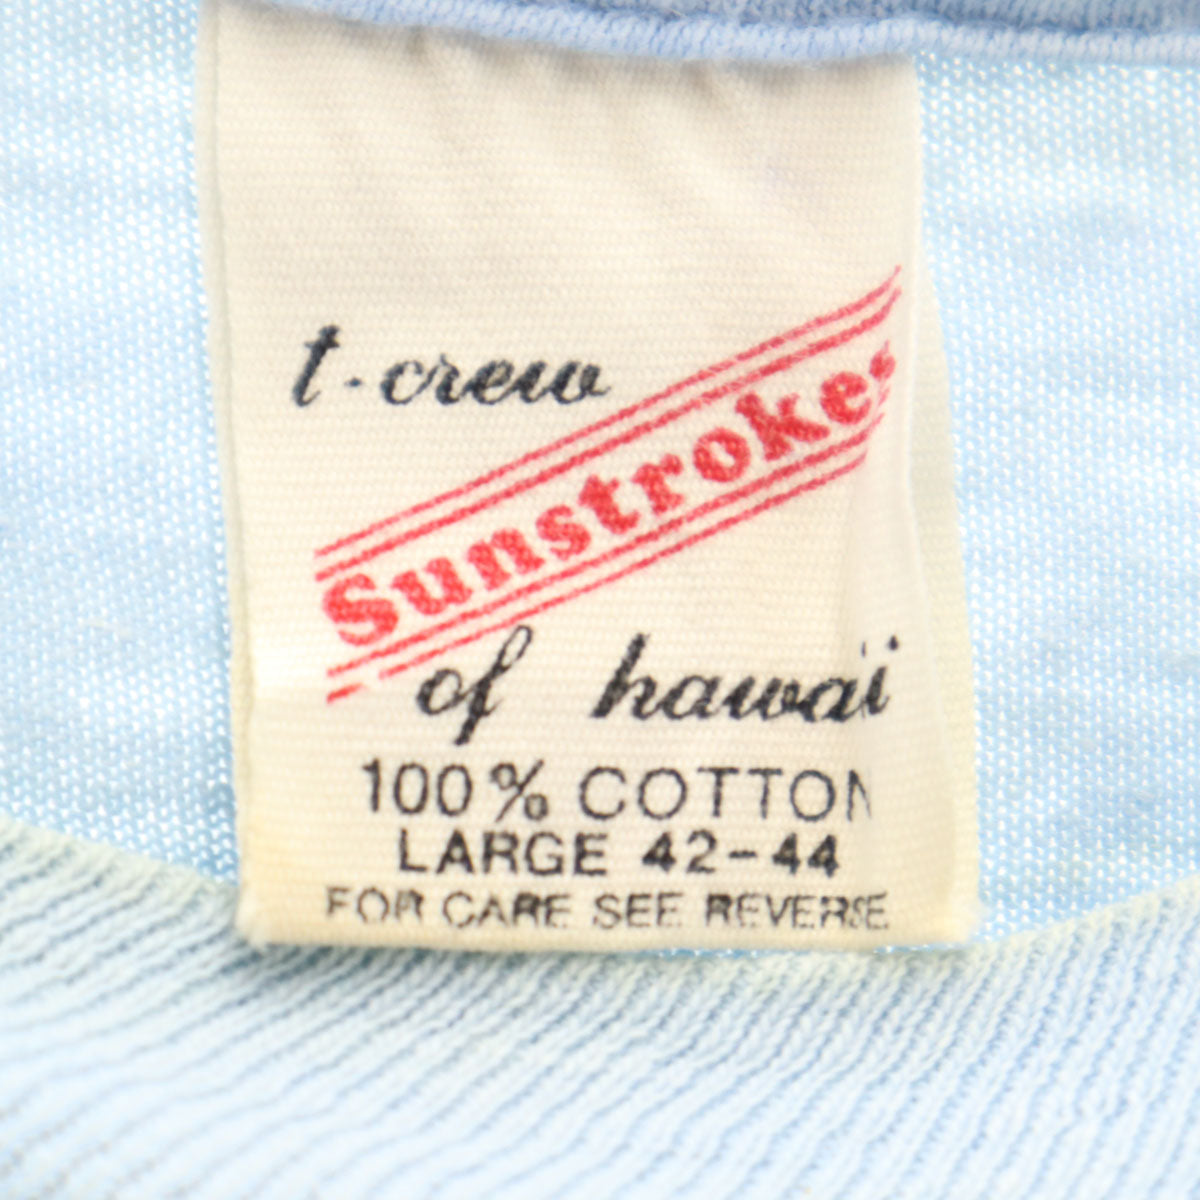 t-crew
Sunstrokes
of hawaii
100% COTTON
LARGE 42-44
FOR CARE SEE REVERSE